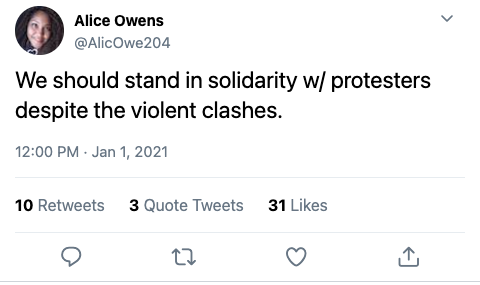 Alice Owens
@AlicOwe204
We should stand in solidarity w/ protesters
despite the violent clashes.
12:00 PM · Jan 1, 2021
10 Retweets 3 Quote Tweets 31 Likes